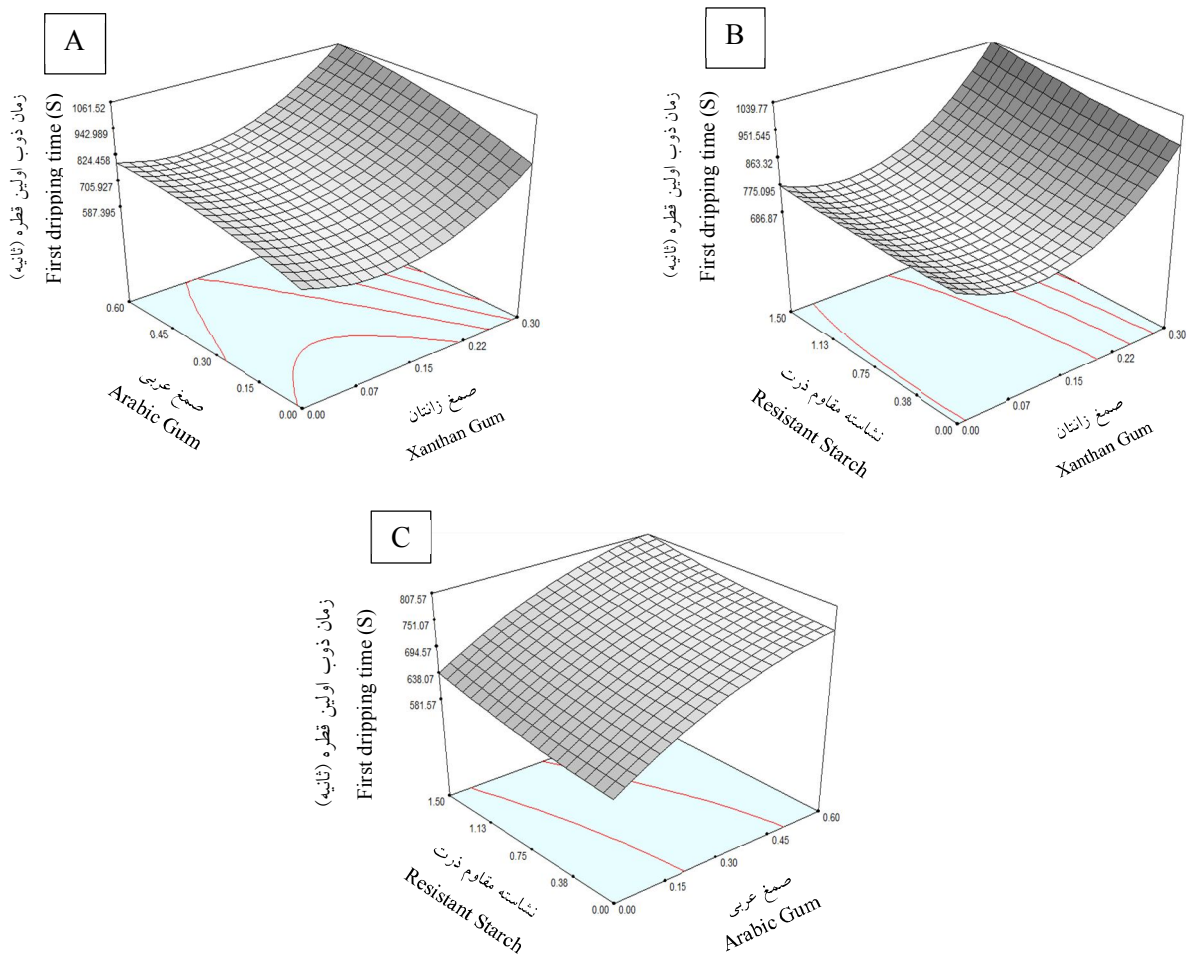 A
زمان ذوب اولین قطره (ثانیه)
First dripping time (S)
1061.52
942.989
824.458
705.927
587.395
0.60
0.45
0.30
0.15
0.00
0.00
0.07
0.15
0.22
0.30
صمغ عربی
Arabic Gum
صمغ زانتان
Xanthan Gum
B
زمان ذوب اولین قطره (ثانیه)
First dripping time (S)
1039.77
951.545
863.32
775.095
686.87
1.50
1.13
0.75
0.38
0.00
0.00
0.07
0.15
0.22
0.30
نشاسته مقاوم ذرت
Resistant Starch
صمغ زانتان
Xanthan Gum
C
زمان ذوب اولین قطره (ثانیه)
First dripping time (S)
807.57
751.07
694.57
638.07
581.57
1.50
1.13
0.75
0.38
0.00
0.00
0.15
0.30
0.45
0.60
نشاسته مقاوم ذرت
Resistant Starch
صمغ عربی
Arabic Gum